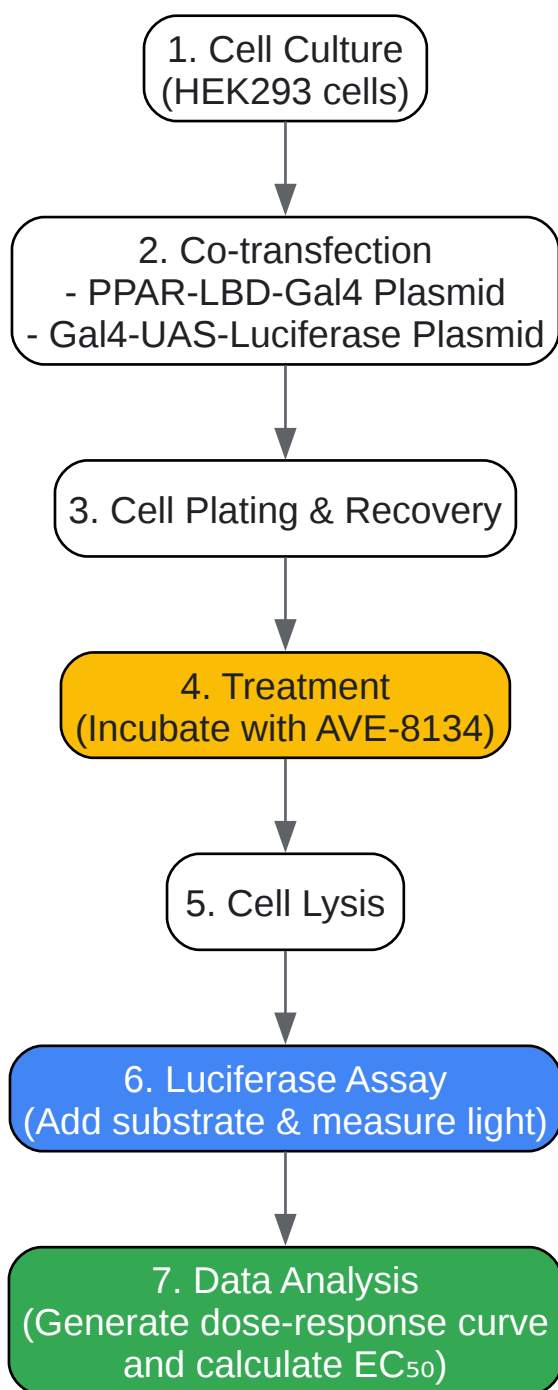 1. Cell Culture
(HEK293 cells)
2. Co-transfection
- PPAR-LBD-Gal4 Plasmid
- Gal4-UAS-Luciferase Plasmid
3. Cell Plating & Recovery
4. Treatment
(Incubate with AVE-8134)
5. Cell Lysis
6. Luciferase Assay
(Add substrate & measure light)
7. Data Analysis
(Generate dose-response curve
and calculate EC₅₀)